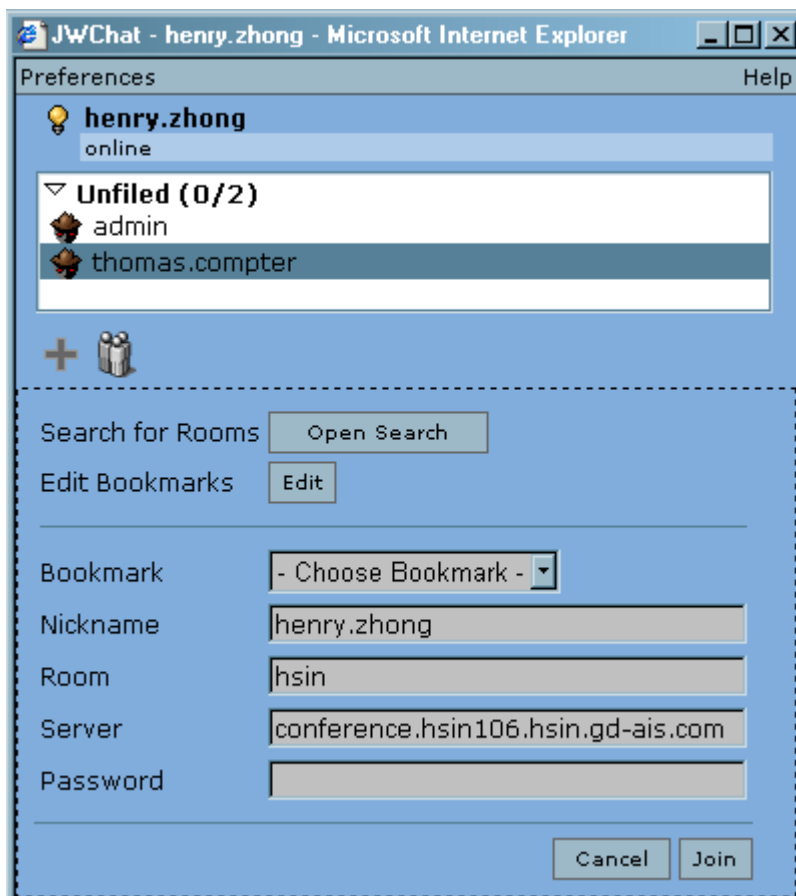 JWChat - henry.zhong - Microsoft Internet Explorer
Preferences Help
henry.zhong
online
Unfiled (0/2)
admin
thomas.compter
Search for Rooms Open Search
Edit Bookmarks Edit
Bookmark - Choose Bookmark -
Nickname henry.zhong
Room hsin
Server conference.hsin106.hsin.gd-ais.com
Password
Cancel Join